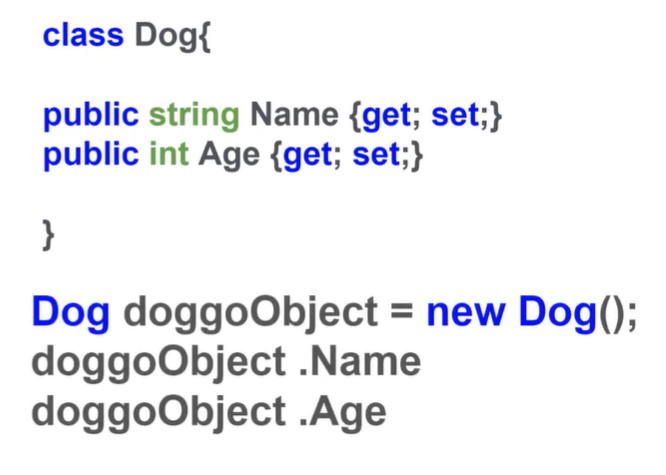 class Dog{
public string Name {get; set;}
public int Age {get; set;}
}
Dog doggoObject = new Dog();
doggoObject .Name
doggoObject .Age